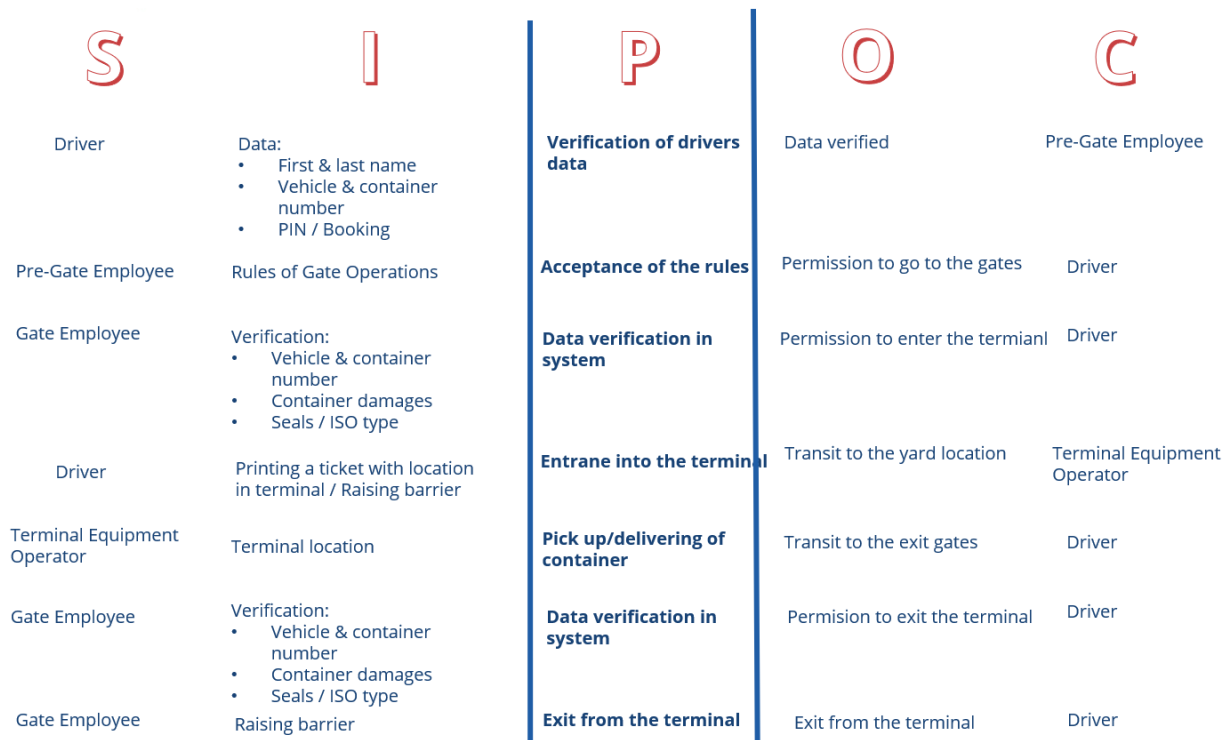 S I P O C
Driver
Data:
• First & last name
• Vehicle & container
number
• PIN / Booking
Verification of drivers
data
Data verified
Pre-Gate Employee
Pre-Gate Employee
Rules of Gate Operations
Acceptance of the rules
Permission to go to the gates
Driver
Gate Employee
Verification:
• Vehicle & container
number
• Container damages
• Seals / ISO type
Data verification in
system
Permission to enter the termianl
Driver
Driver
Printing a ticket with location
in terminal / Raising barrier
Entrane into the terminal
Transit to the yard location
Terminal Equipment
Operator
Terminal Equipment
Operator
Terminal location
Pick up/delivering of
container
Transit to the exit gates
Driver
Gate Employee
Verification:
• Vehicle & container
number
• Container damages
• Seals / ISO type
Data verification in
system
Permision to exit the terminal
Driver
Gate Employee
Raising barrier
Exit from the terminal
Exit from the terminal
Driver